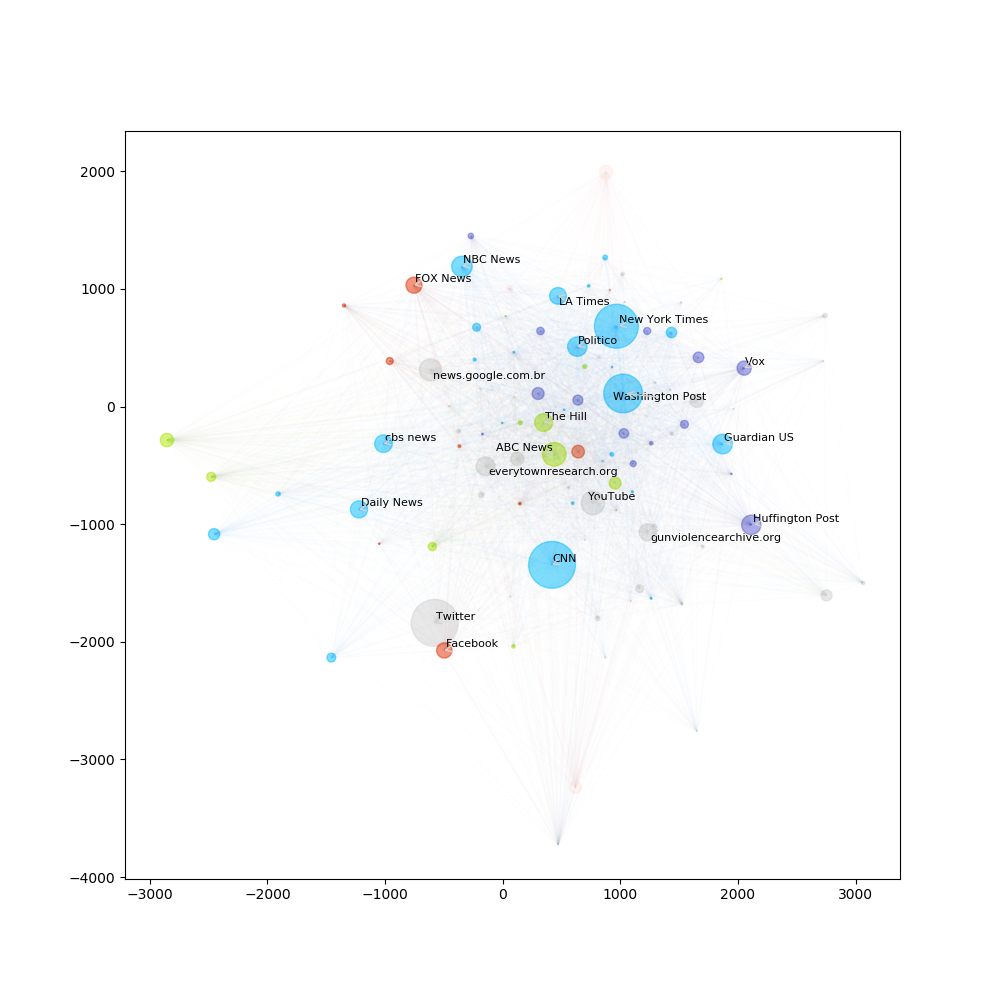 2000
NBC News
FOX News
1000
LA Times
New York Times
Politico
Vox
news.google.com.br
Washington Post
0
The Hill
cbs news
Guardian US
ABC News
everytownresearch.org
YouTube
Daily News
−1000
Huffington Post
gunviolencearchive.org
CNN
Twitter
−2000
Facebook
−3000
−4000
−3000 −2000 −1000 0 1000 2000 3000